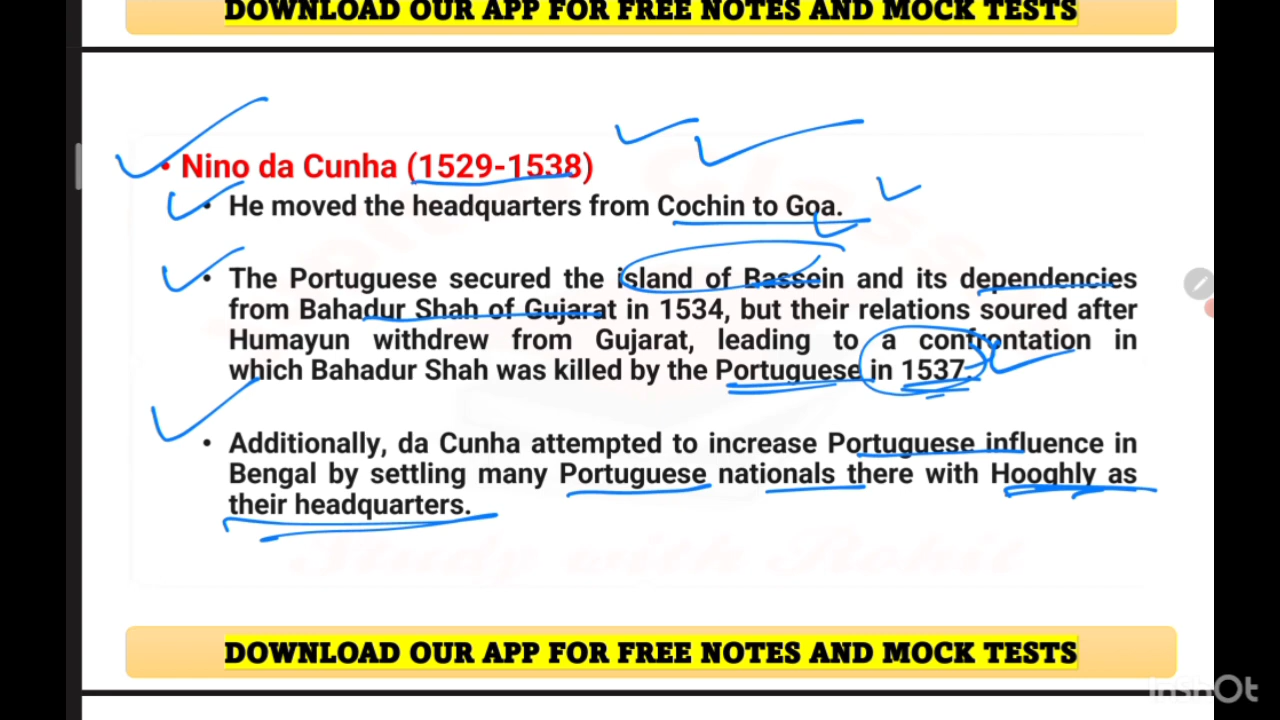 DOWNLOAD OUR APP FOR FREE NOTES AND MOCK TESTS
• Nino da Cunha (1529-1538)
• He moved the headquarters from Cochin to Goa.
• The Portuguese secured the island of Bassein and its dependencies
from Bahadur Shah of Gujarat in 1534, but their relations soured after
Humayun withdrew from Gujarat, leading to a confrontation in
which Bahadur Shah was killed by the Portuguese in 1537.
• Additionally, da Cunha attempted to increase Portuguese influence in
Bengal by settling many Portuguese nationals there with Hooghly as
their headquarters.
Study with Rohit
DOWNLOAD OUR APP FOR FREE NOTES AND MOCK TESTS
InShOt